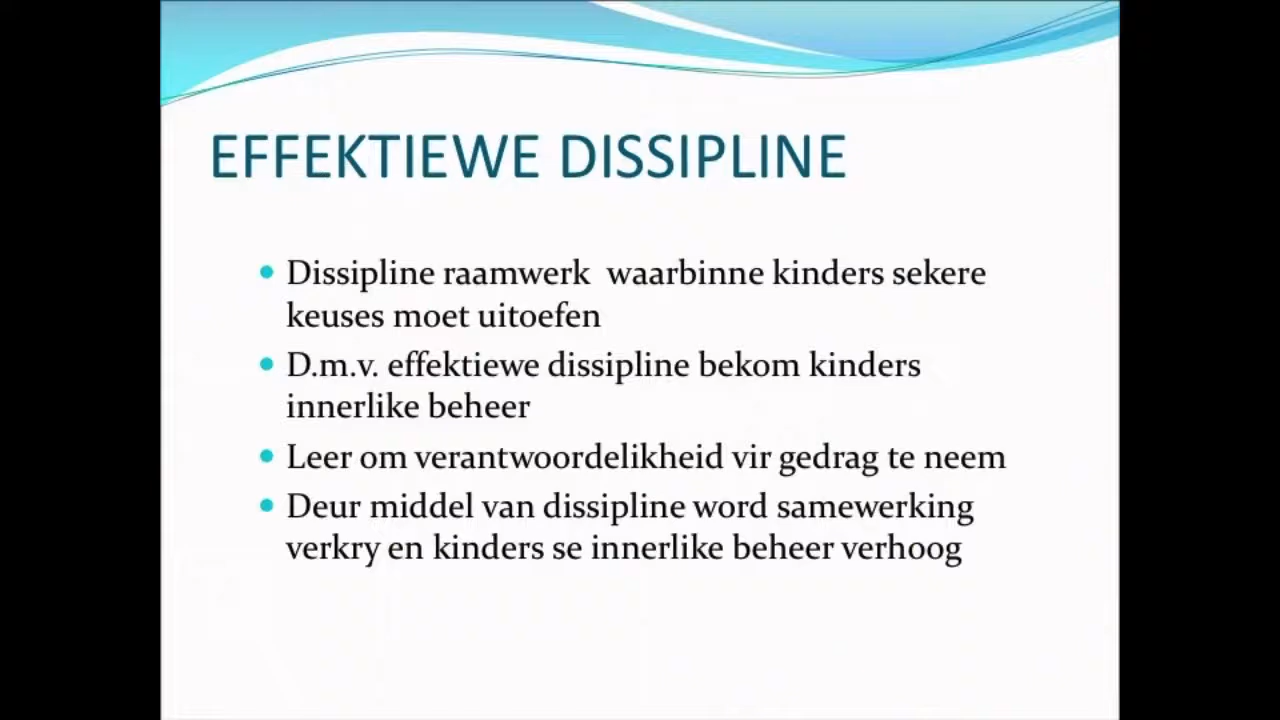 EFFEKTIEWE DISSIPLINE
• Dissipline raamwerk  waarbinne kinders sekere
keuses moet uitoefen
• D.m.v. effektiewe dissipline bekom kinders
innerlike beheer
• Leer om verantwoordelikheid vir gedrag te neem
• Deur middel van dissipline word samewerking
verkry en kinders se innerlike beheer verhoog